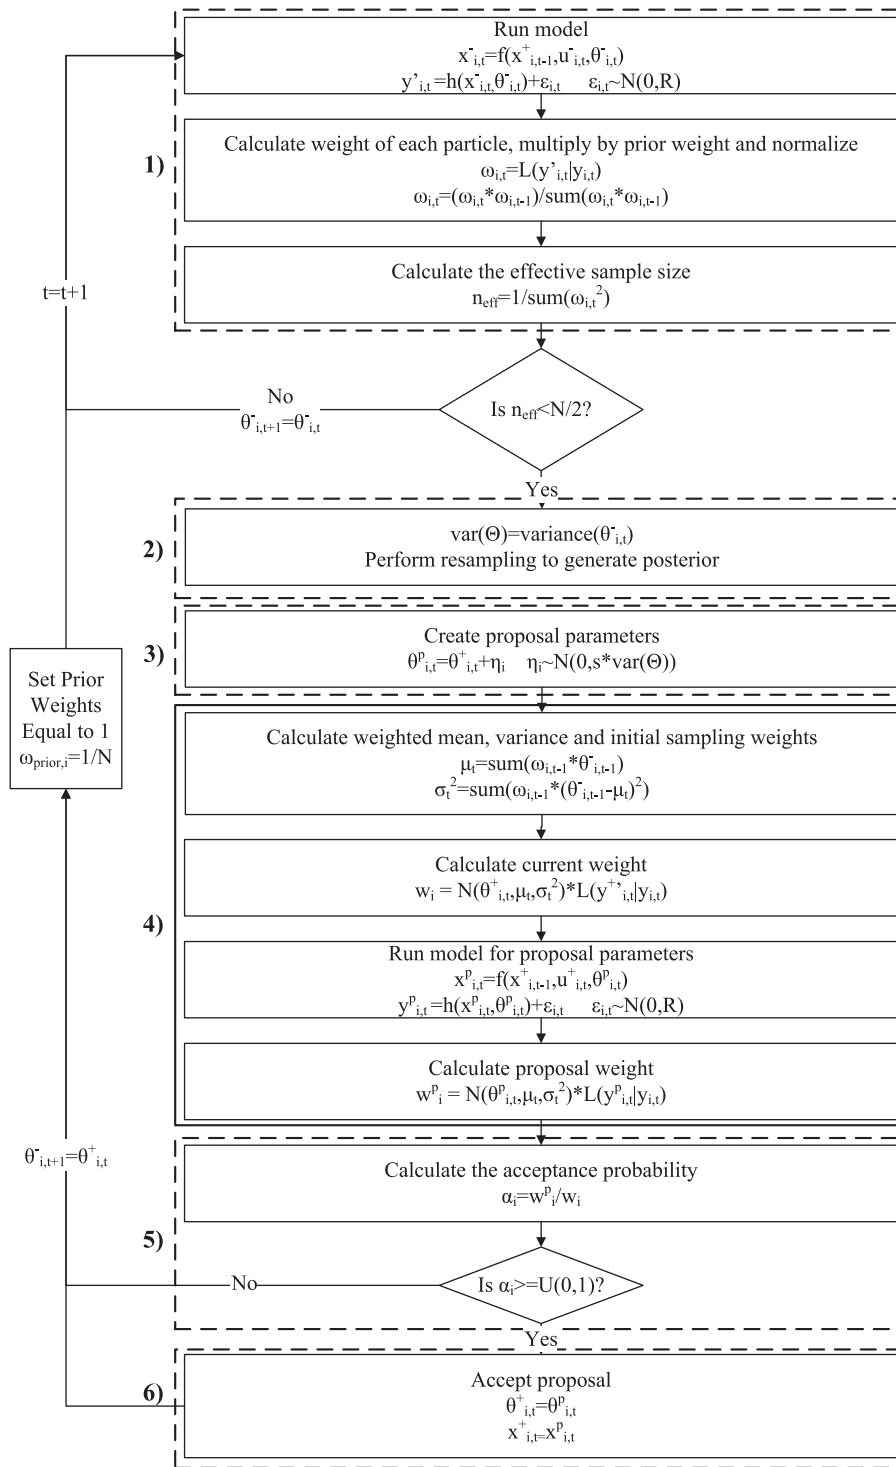 Run model
x⁻ᵢ,ₜ=f(x⁺ᵢ,ₜ₋₁,u⁻ᵢ,ₜ,θ⁻ᵢ,ₜ)
y'ᵢ,ₜ=h(x⁻ᵢ,ₜ,θ⁻ᵢ,ₜ)+εᵢ,ₜ εᵢ,ₜ~N(0,R)
1)
Calculate weight of each particle, multiply by prior weight and normalize
ωᵢ,ₜ=L(y'ᵢ,ₜ|yᵢ,ₜ)
ωᵢ,ₜ=(ωᵢ,ₜ*ωᵢ,ₜ₋₁)/sum(ωᵢ,ₜ*ωᵢ,ₜ₋₁)
Calculate the effective sample size
n_eff=1/sum(ωᵢ,ₜ²)
t=t+1
Is n_eff<N/2?
No
θ⁻ᵢ,ₜ₊₁=θ⁻ᵢ,ₜ
Yes
2)
var(Θ)=variance(θ⁻ᵢ,ₜ)
Perform resampling to generate posterior
3)
Create proposal parameters
θᵖᵢ,ₜ=θ⁺ᵢ,ₜ+ηᵢ ηᵢ~N(0,s*var(Θ))
Set Prior
Weights
Equal to 1
ω_prior,i=1/N
4)
Calculate weighted mean, variance and initial sampling weights
μₜ=sum(ωᵢ,ₜ₋₁*θ⁻ᵢ,ₜ₋₁)
σₜ²=sum(ωᵢ,ₜ₋₁*(θ⁻ᵢ,ₜ₋₁-μₜ)²)
Calculate current weight
wᵢ = N(θ⁺ᵢ,ₜ,μₜ,σₜ²)*L(y⁺'ᵢ,ₜ|yᵢ,ₜ)
Run model for proposal parameters
xᵖᵢ,ₜ=f(x⁺ᵢ,ₜ₋₁,u⁺ᵢ,ₜ,θᵖᵢ,ₜ)
yᵖᵢ,ₜ=h(xᵖᵢ,ₜ,θᵖᵢ,ₜ)+εᵢ,ₜ εᵢ,ₜ~N(0,R)
Calculate proposal weight
wᵖᵢ = N(θᵖᵢ,ₜ,μₜ,σₜ²)*L(yᵖᵢ,ₜ|yᵢ,ₜ)
θ⁻ᵢ,ₜ₊₁=θ⁺ᵢ,ₜ
5)
Calculate the acceptance probability
αᵢ=wᵖᵢ/wᵢ
Is αᵢ>=U(0,1)?
No
Yes
6)
Accept proposal
θ⁺ᵢ,ₜ=θᵖᵢ,ₜ
x⁺ᵢ,ₜ=xᵖᵢ,ₜ